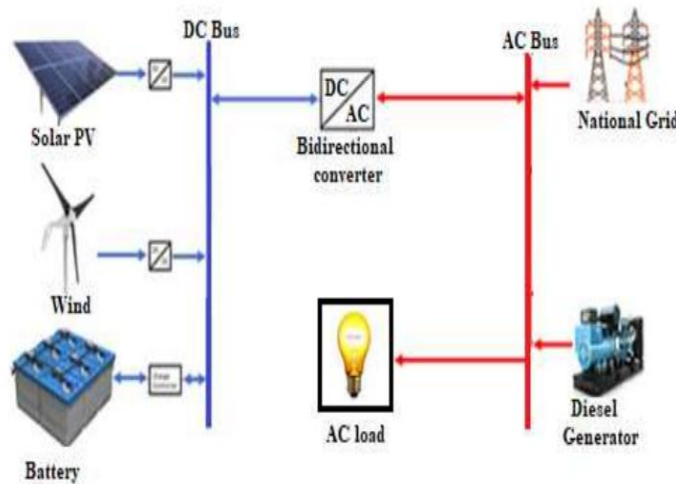 DC Bus
AC Bus
Solar PV
DC
AC
Bidirectional
converter
National Grid
Wind
Battery
AC load
Diesel
Generator